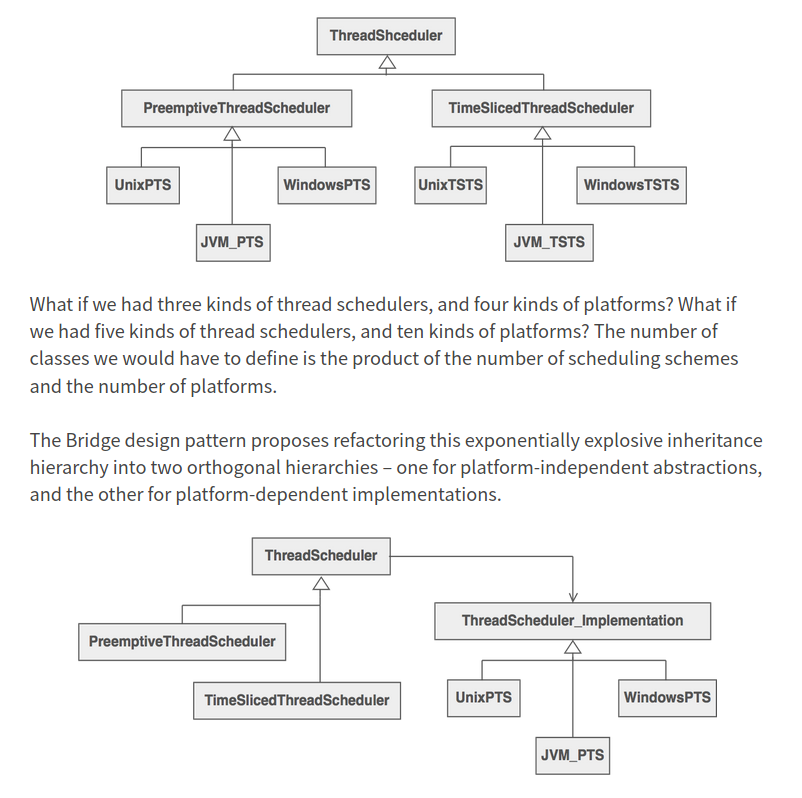 ThreadShceduler
PreemptiveThreadScheduler
TimeSlicedThreadScheduler
UnixPTS
WindowsPTS
UnixTSTS
WindowsTSTS
JVM_PTS
JVM_TSTS
What if we had three kinds of thread schedulers, and four kinds of platforms? What if
we had five kinds of thread schedulers, and ten kinds of platforms? The number of
classes we would have to define is the product of the number of scheduling schemes
and the number of platforms.
The Bridge design pattern proposes refactoring this exponentially explosive inheritance
hierarchy into two orthogonal hierarchies – one for platform-independent abstractions,
and the other for platform-dependent implementations.
ThreadScheduler
ThreadScheduler_Implementation
PreemptiveThreadScheduler
TimeSlicedThreadScheduler
UnixPTS
WindowsPTS
JVM_PTS